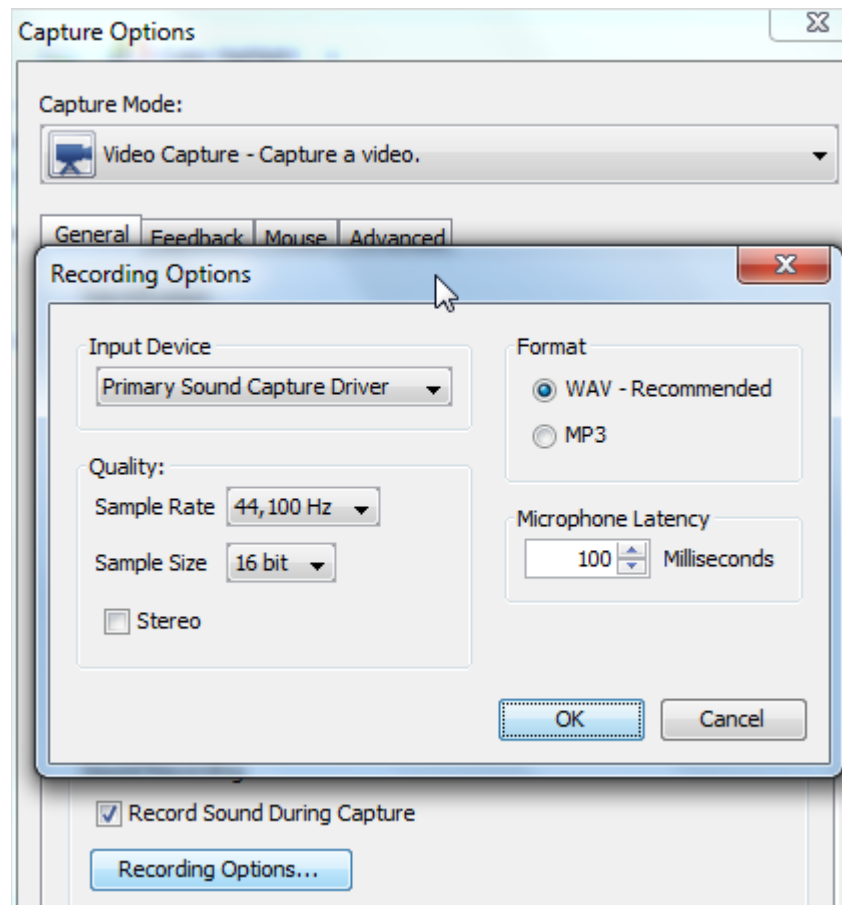 Capture Options
Capture Mode:
Video Capture - Capture a video.
General Feedback Mouse Advanced
Recording Options
Input Device
Primary Sound Capture Driver
Quality:
Sample Rate 44,100 Hz
Sample Size 16 bit
Stereo
Format
WAV - Recommended
MP3
Microphone Latency
100 Milliseconds
OK Cancel
Record Sound During Capture
Recording Options...